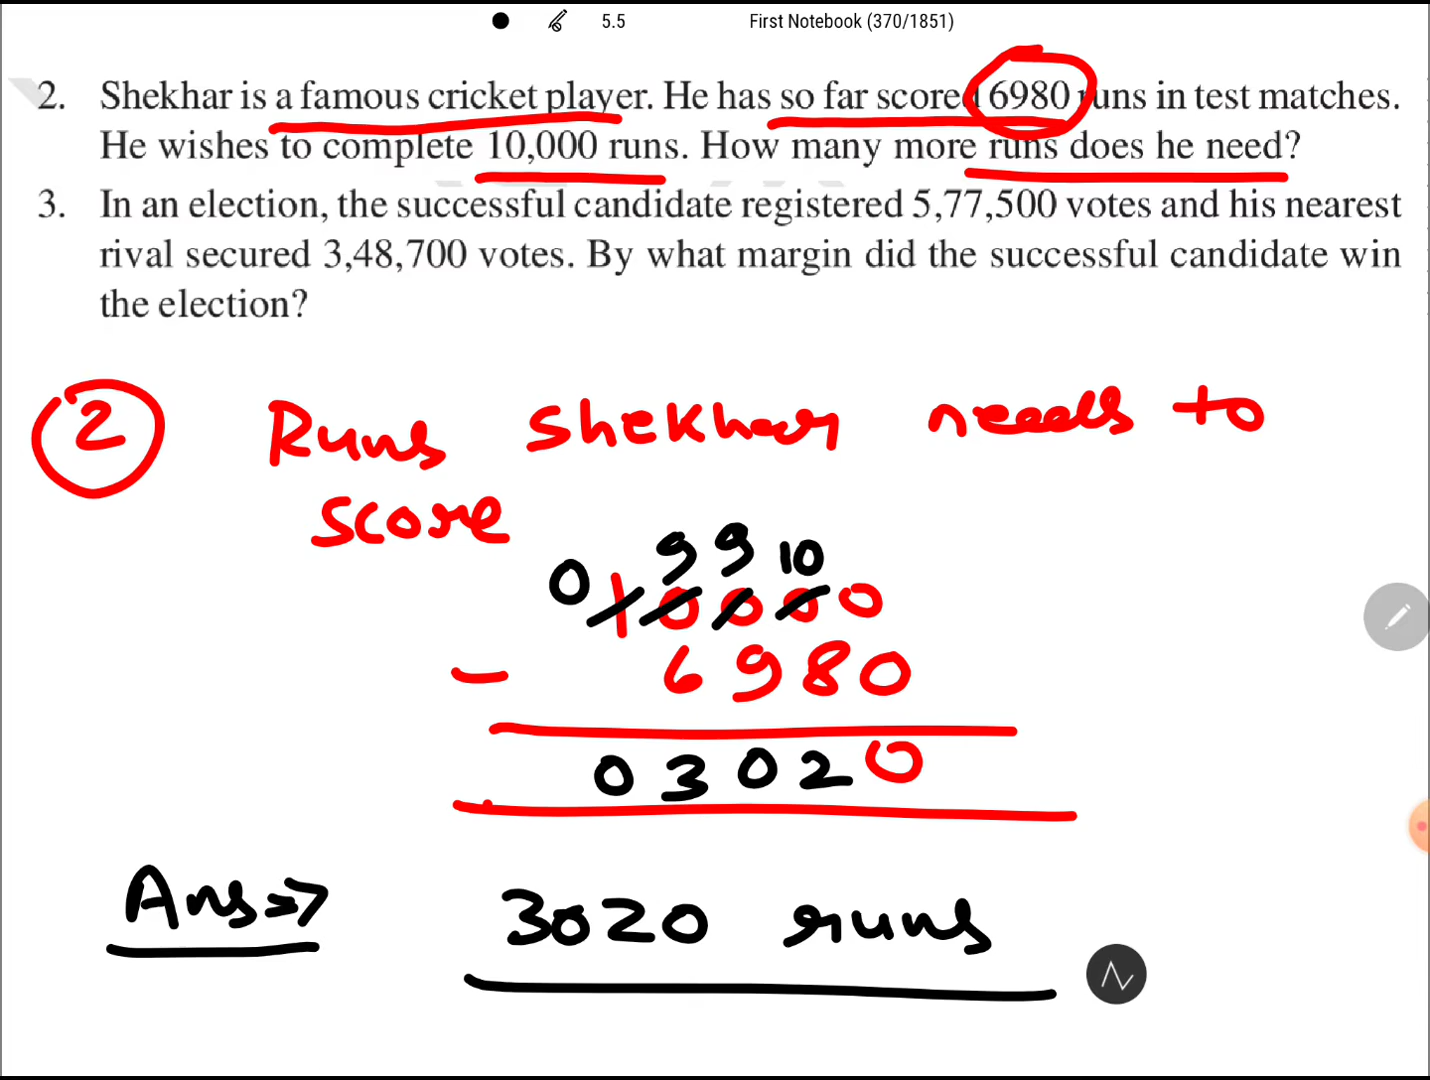 5.5 First Notebook (370/1851)
2. Shekhar is a famous cricket player. He has so far scored 6980 runs in test matches.
He wishes to complete 10,000 runs. How many more runs does he need?
3. In an election, the successful candidate registered 5,77,500 votes and his nearest
rival secured 3,48,700 votes. By what margin did the successful candidate win
the election?
2 Runs Shekhar needs to
score
0 9 9 10
10000
- 6980
03020
Ans⇒ 3020 runs